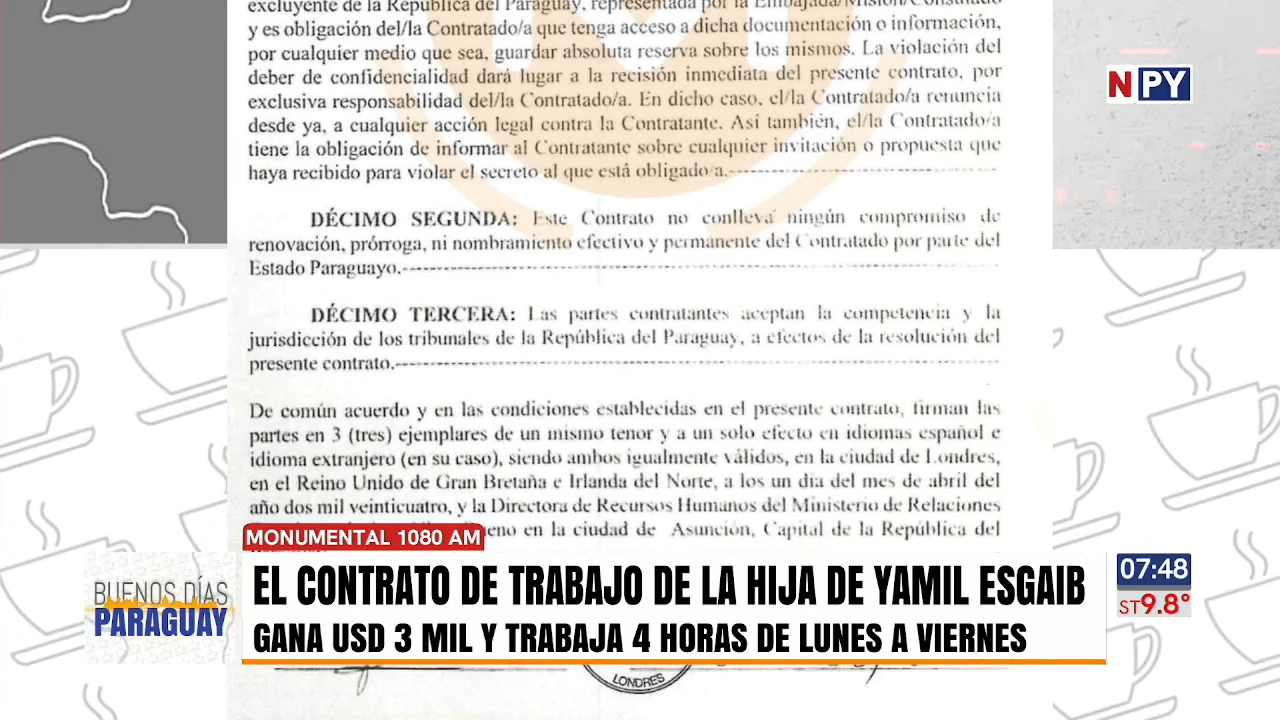 excluyente de la República del Paraguay, representada por la Embajada/Misión/Consulado
y es obligación del/la Contratado/a que tenga acceso a dicha documentación o información,
por cualquier medio que sea, guardar absoluta reserva sobre los mismos. La violación del
deber de confidencialidad dará lugar a la recisión inmediata del presente contrato, por
exclusiva responsabilidad del/la Contratado/a. En dicho caso, el/la Contratado/a renuncia
desde ya, a cualquier acción legal contra la Contratante. Así también, el/la Contratado/a
tiene la obligación de informar al Contratante sobre cualquier invitación o propuesta que
haya recibido para violar el secreto al que está obligado/a.
DÉCIMO SEGUNDA: Este Contrato no conlleva ningún compromiso de
renovación, prórroga, ni nombramiento efectivo y permanente del Contratado por parte del
Estado Paraguayo.
DÉCIMO TERCERA: Las partes contratantes aceptan la competencia y la
jurisdicción de los tribunales de la República del Paraguay, a efectos de la resolución del
presente contrato.
De común acuerdo y en las condiciones establecidas en el presente contrato, firman las
partes en 3 (tres) ejemplares de un mismo tenor y a un solo efecto en idiomas español e
idioma extranjero (en su caso), siendo ambos igualmente válidos, en la ciudad de Londres,
en el Reino Unido de Gran Bretaña e Irlanda del Norte, a los un día del mes de abril del
año dos mil veinticuatro, y la Directora de Recursos Humanos del Ministerio de Relaciones
en la ciudad de Asunción, Capital de la República del
NPY
MONUMENTAL 1080 AM
EL CONTRATO DE TRABAJO DE LA HIJA DE YAMIL ESGAIB
GANA USD 3 MIL Y TRABAJA 4 HORAS DE LUNES A VIERNES
BUENOS DÍAS
PARAGUAY
07:48
ST 9.8°
LONDRES